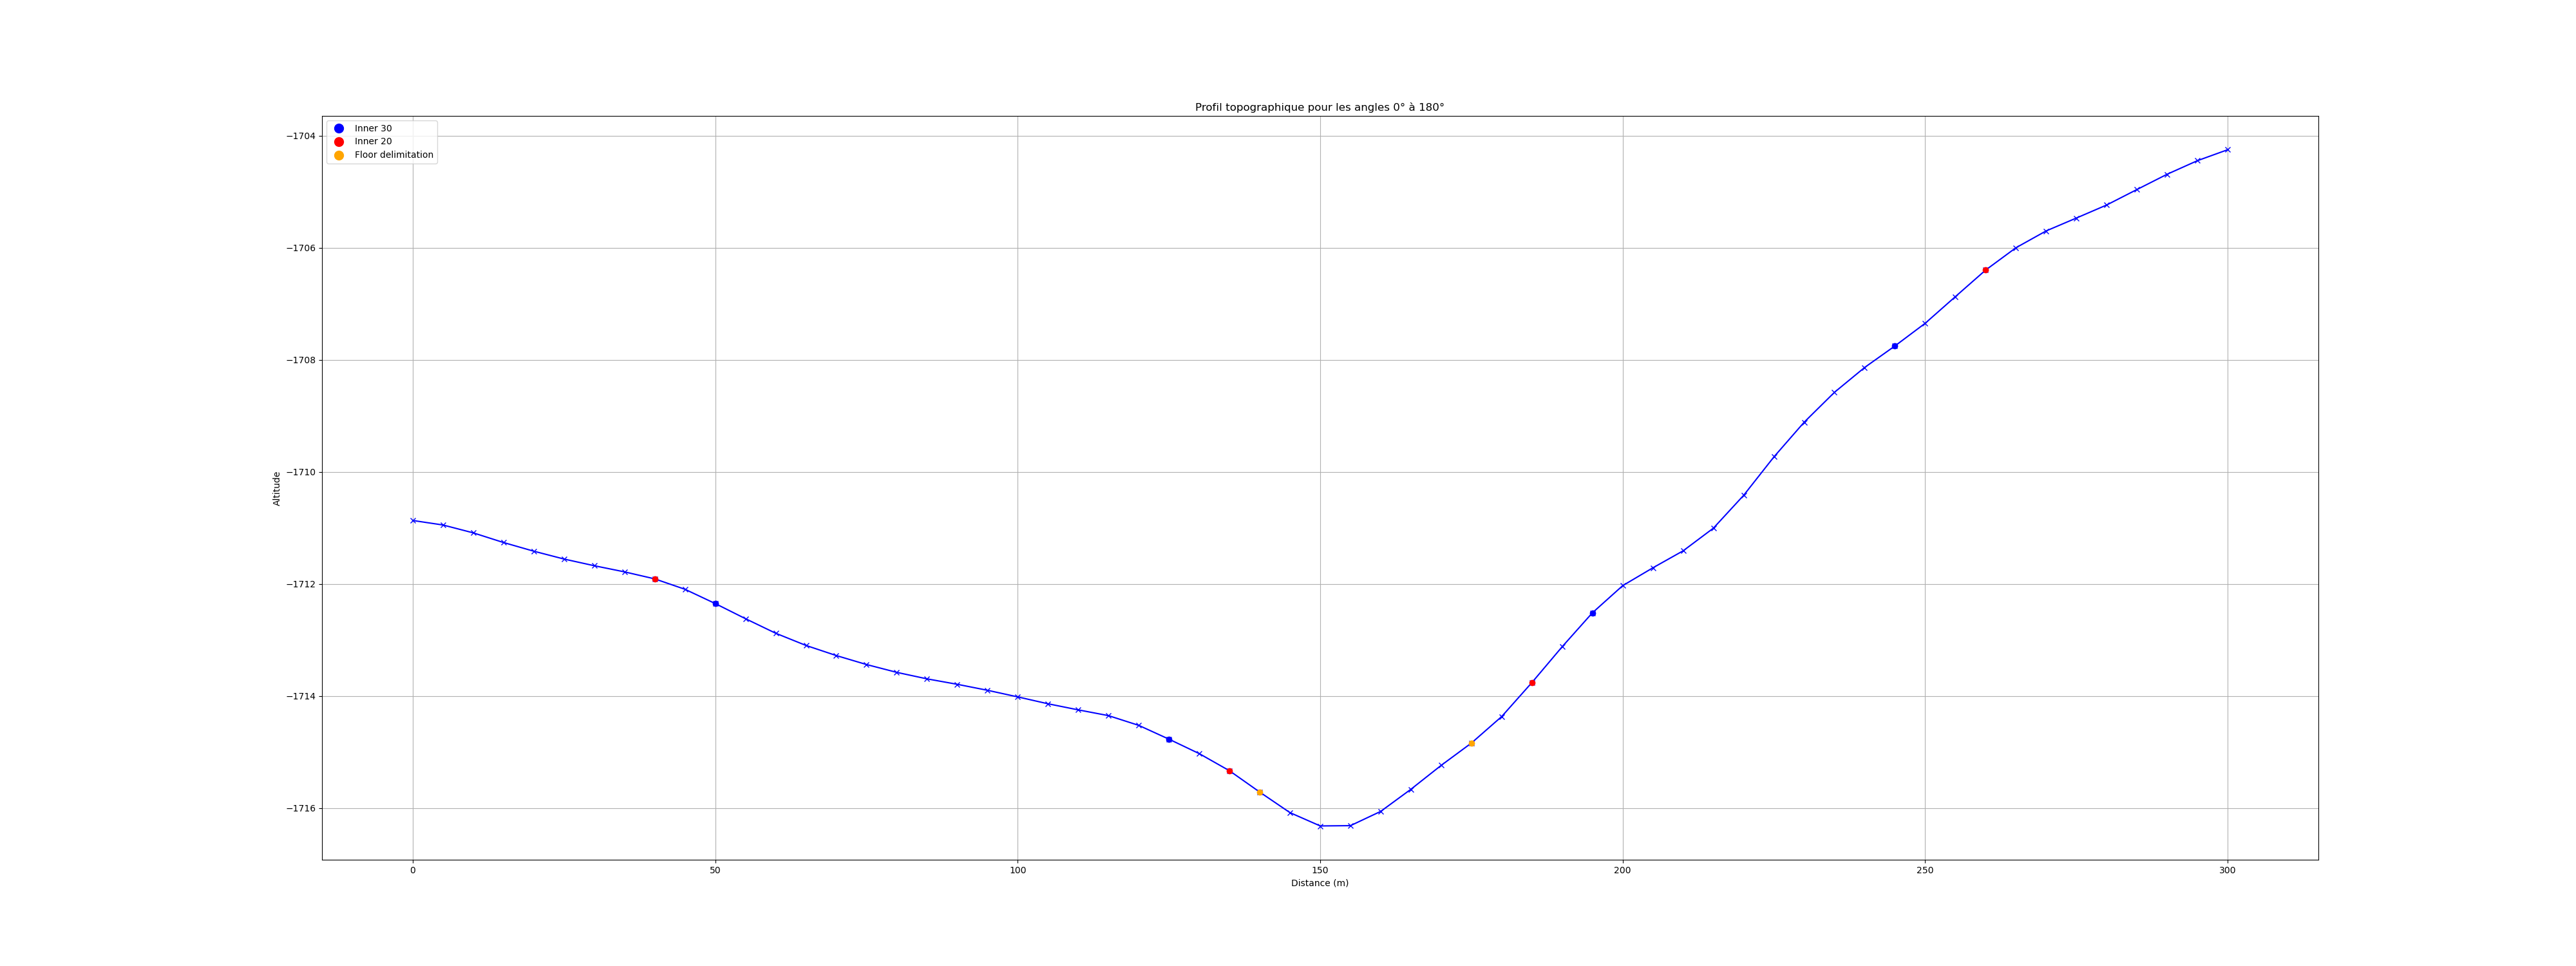 Profil topographique pour les angles 0° à 180°
Inner 30
Inner 20
Floor delimitation
−1704
−1706
−1708
−1710
−1712
−1714
−1716
Altitude
0 50 100 150 200 250 300
Distance (m)